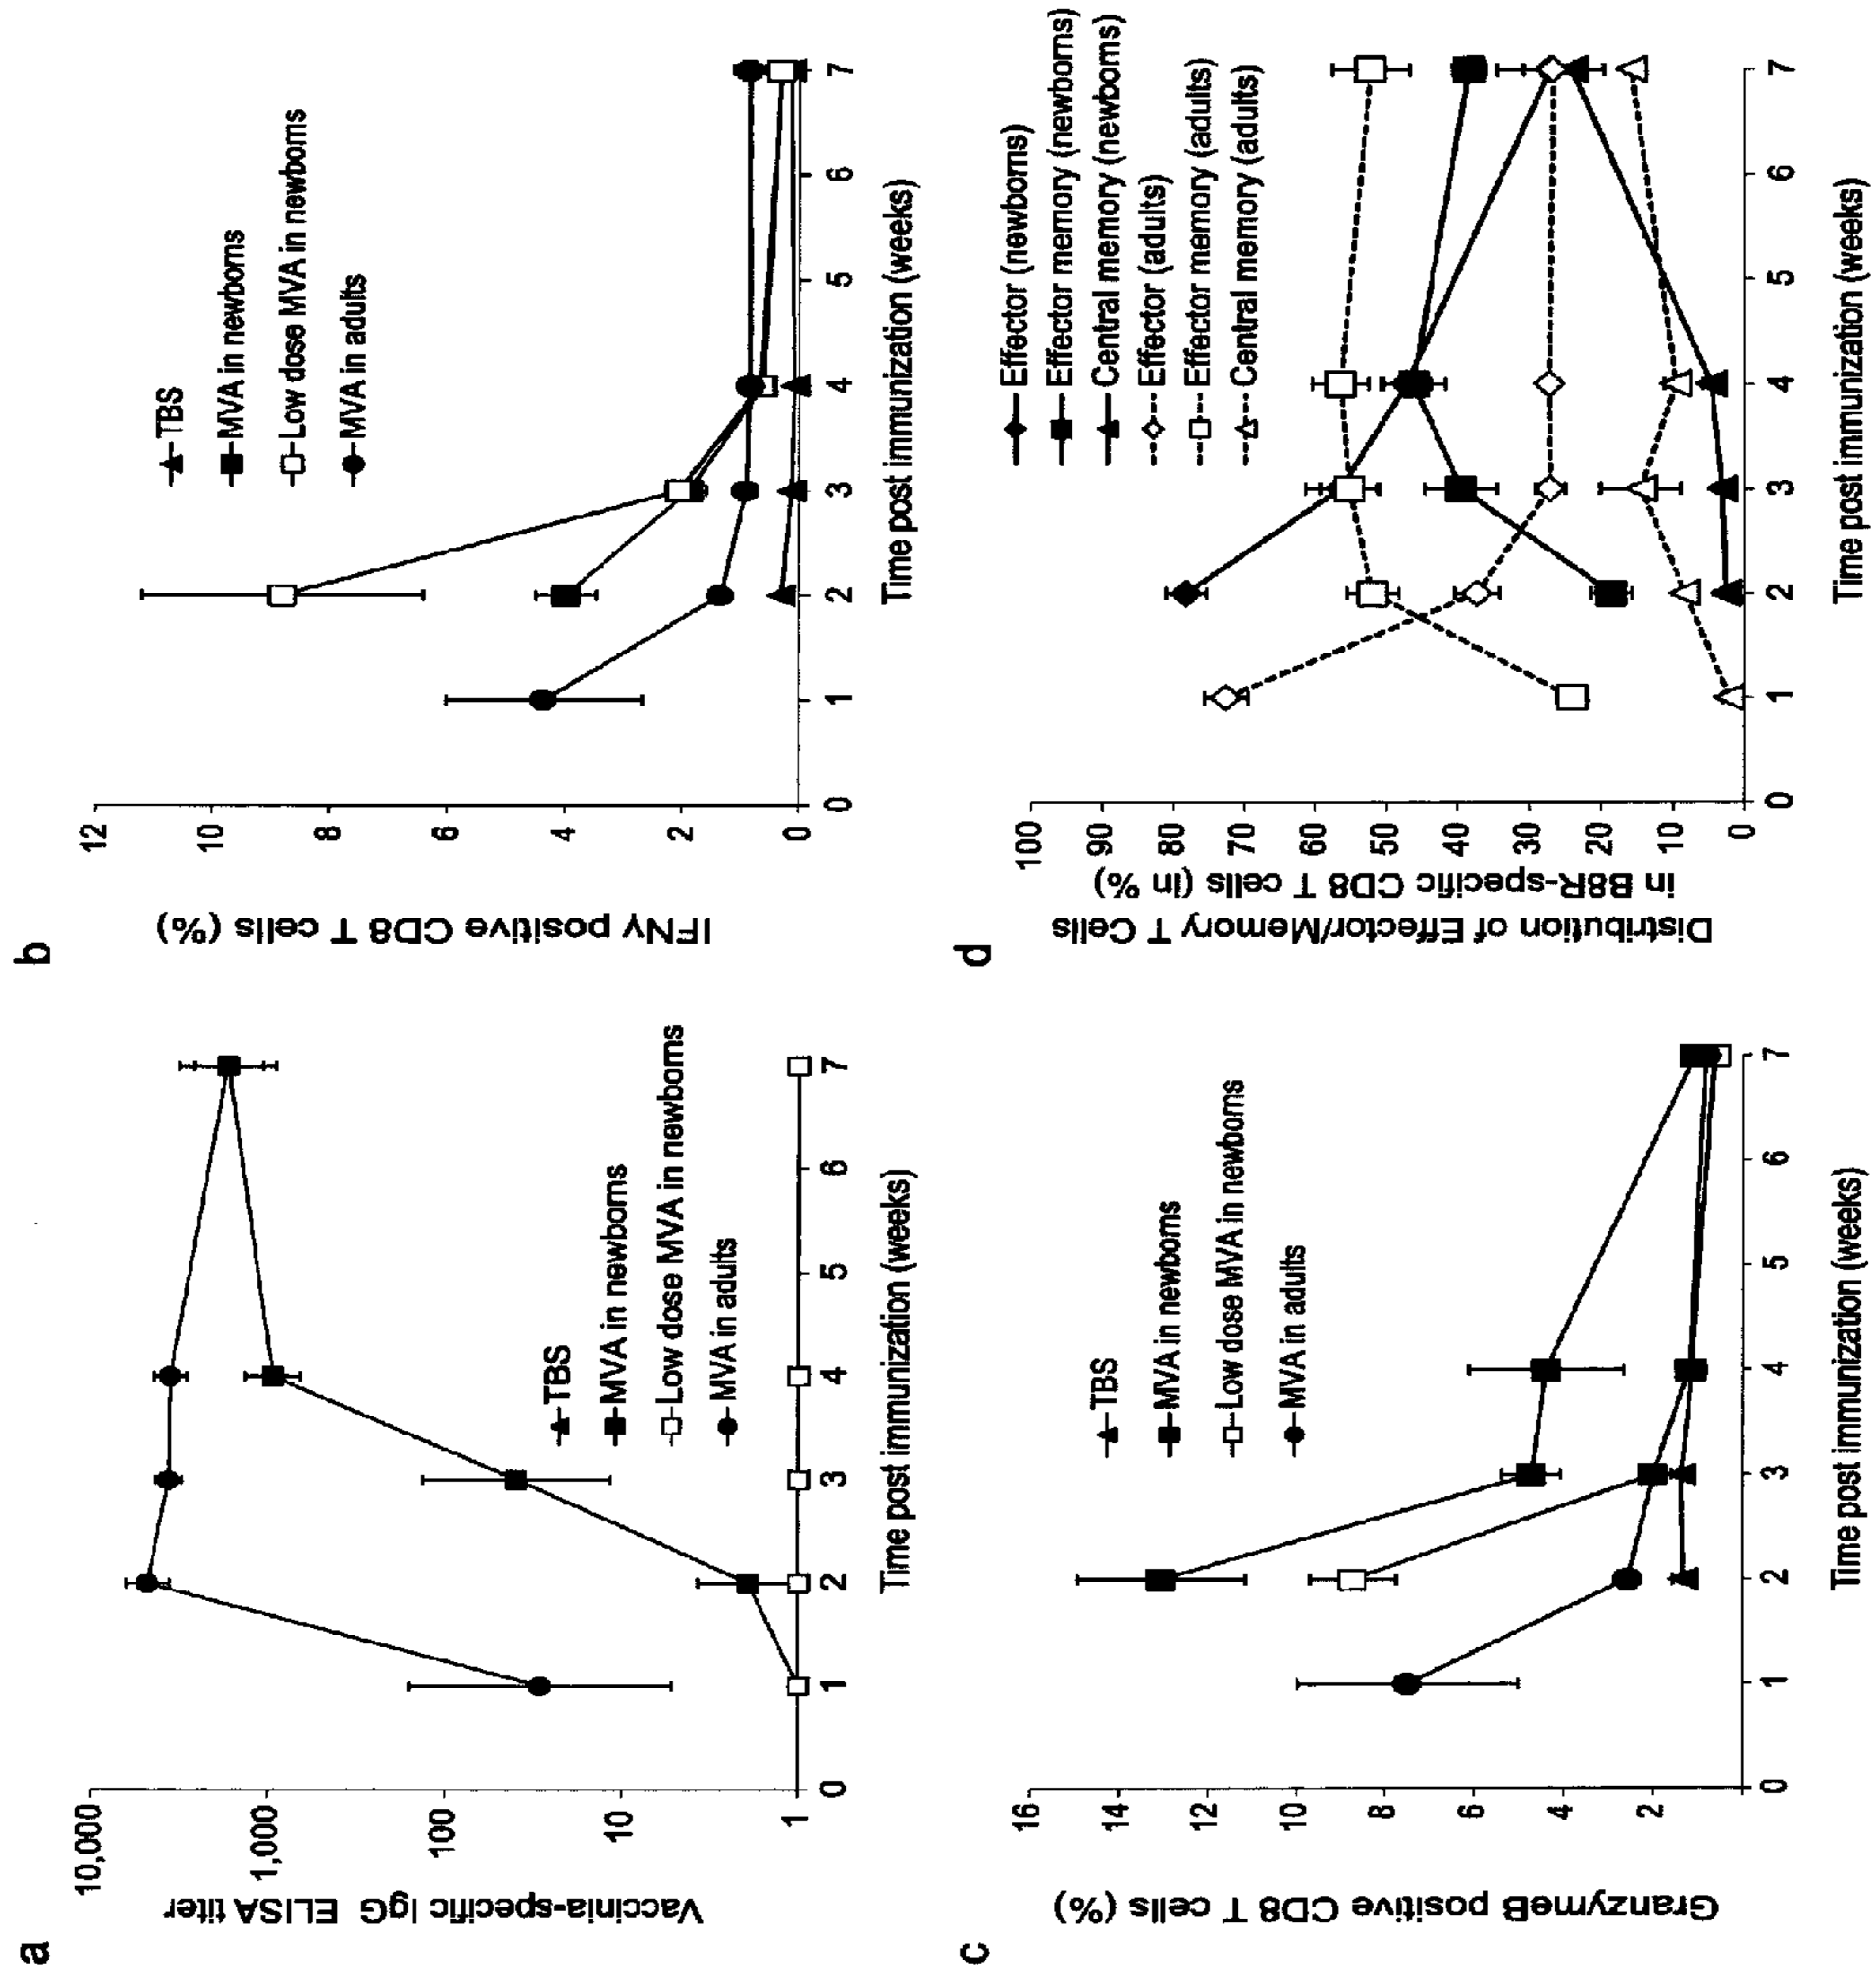 a
Vaccinia-specific IgG ELISA titer
10,000
1,000
100
10
1
0
1
2
3
4
5
6
7
Time post immunization (weeks)
TBS
MVA in newborns
Low dose MVA in newborns
MVA in adults
b
IFNγ positive CD8 T cells (%)
12
10
8
6
4
2
0
0
1
2
3
4
5
6
7
Time post immunization (weeks)
TBS
MVA in newborns
Low dose MVA in newborns
MVA in adults
c
GranzymeB positive CD8 T cells (%)
16
14
12
10
8
6
4
2
0
1
2
3
4
5
6
7
Time post immunization (weeks)
TBS
MVA in newborns
Low dose MVA in newborns
MVA in adults
d
Distribution of Effector/Memory T Cells
in B8R-specific CD8 T cells (in %)
100
90
80
70
60
50
40
30
20
10
0
0
1
2
3
4
5
6
7
Time post immunization (weeks)
Effector (newborns)
Effector memory (newborns)
Central memory (newborns)
Effector (adults)
Effector memory (adults)
Central memory (adults)